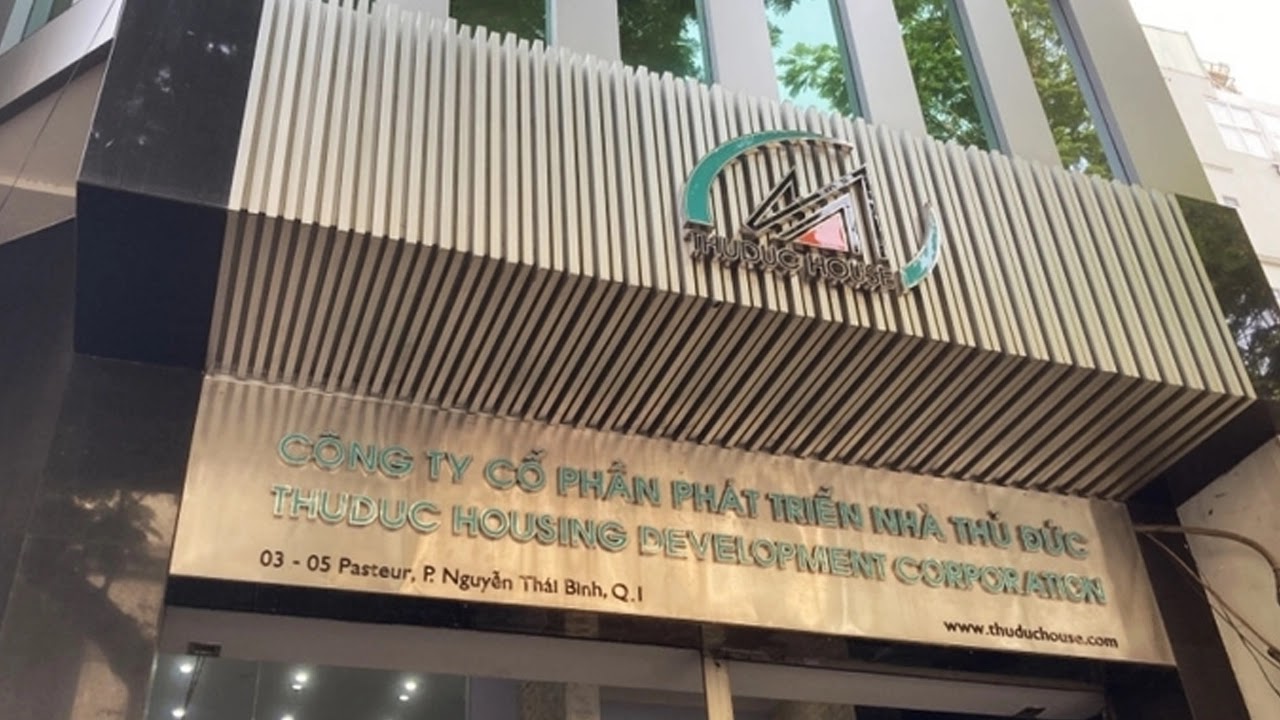 THUDUC HOUSE
CÔNG TY CỔ PHẦN PHÁT TRIỂN NHÀ THỦ ĐỨC
THUDUC HOUSING DEVELOPMENT CORPORATION
03 - 05 Pasteur, P. Nguyễn Thái Bình, Q.1
www.thuduchouse.com